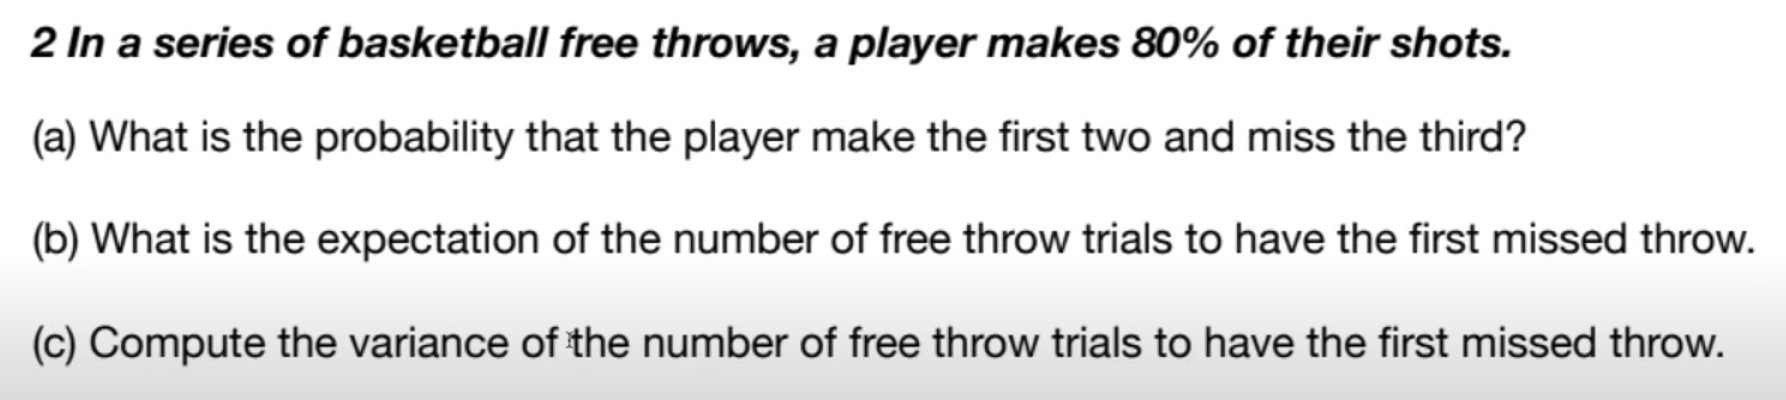 2 In a series of basketball free throws, a player makes 80% of their shots.
(a) What is the probability that the player make the first two and miss the third?
(b) What is the expectation of the number of free throw trials to have the first missed throw.
(c) Compute the variance of the number of free throw trials to have the first missed throw.